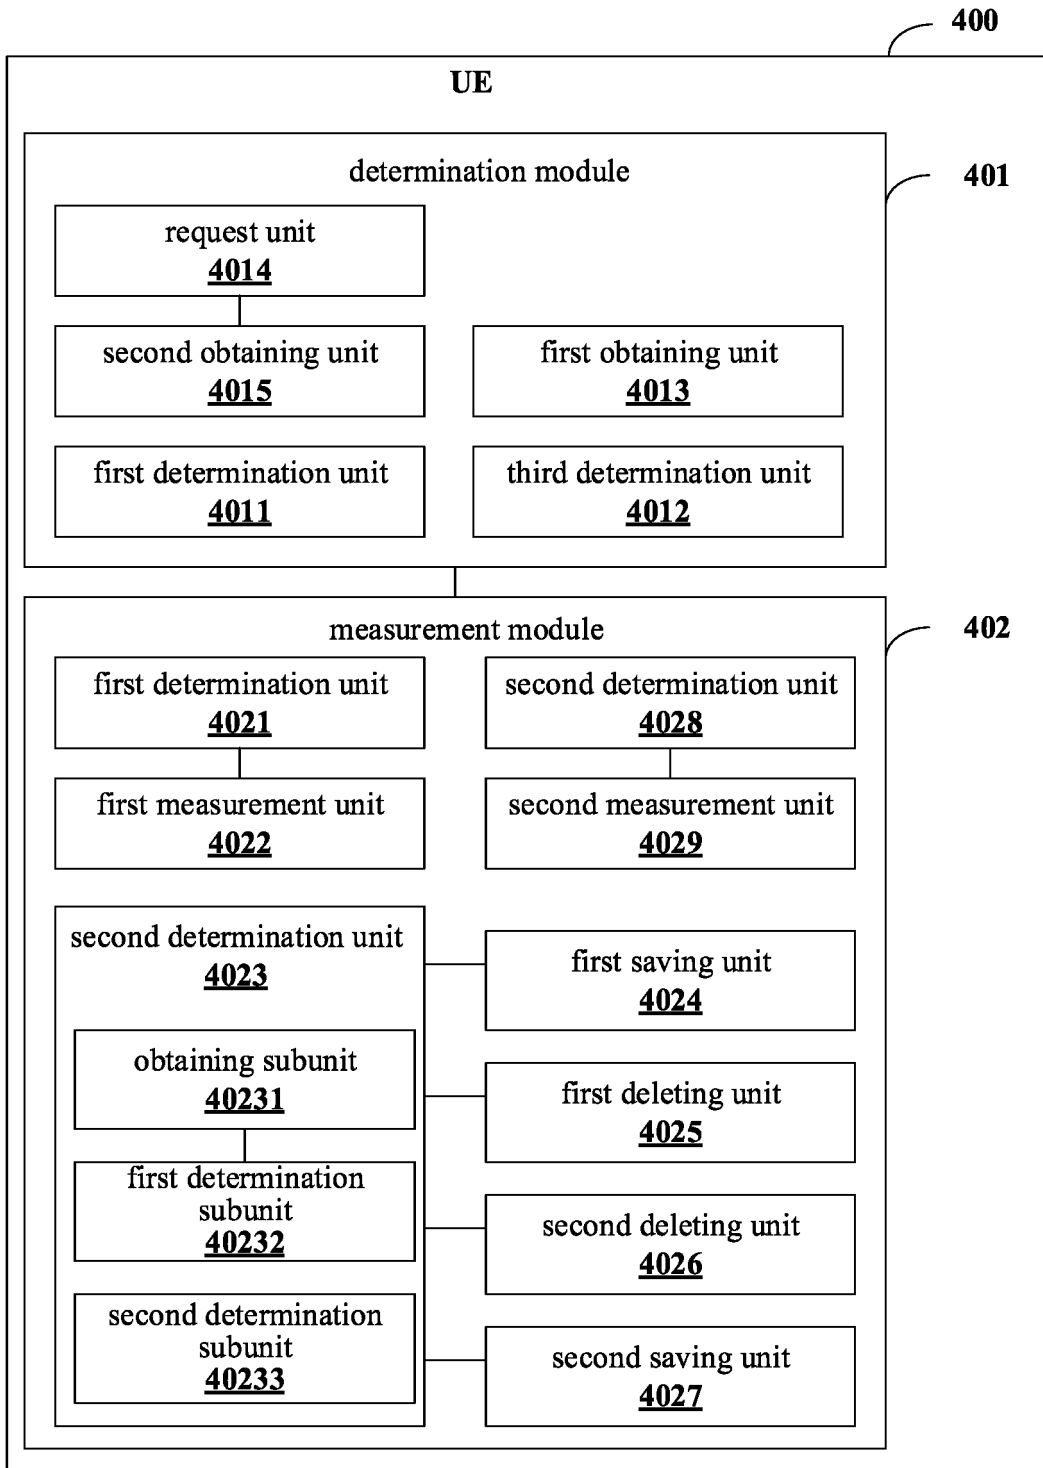 400
UE
determination module
401
request unit
4014
second obtaining unit
4015
first obtaining unit
4013
first determination unit
4011
third determination unit
4012
measurement module
402
first determination unit
4021
second determination unit
4028
first measurement unit
4022
second measurement unit
4029
second determination unit
4023
first saving unit
4024
obtaining subunit
40231
first deleting unit
4025
first determination
subunit
40232
second deleting unit
4026
second determination
subunit
40233
second saving unit
4027